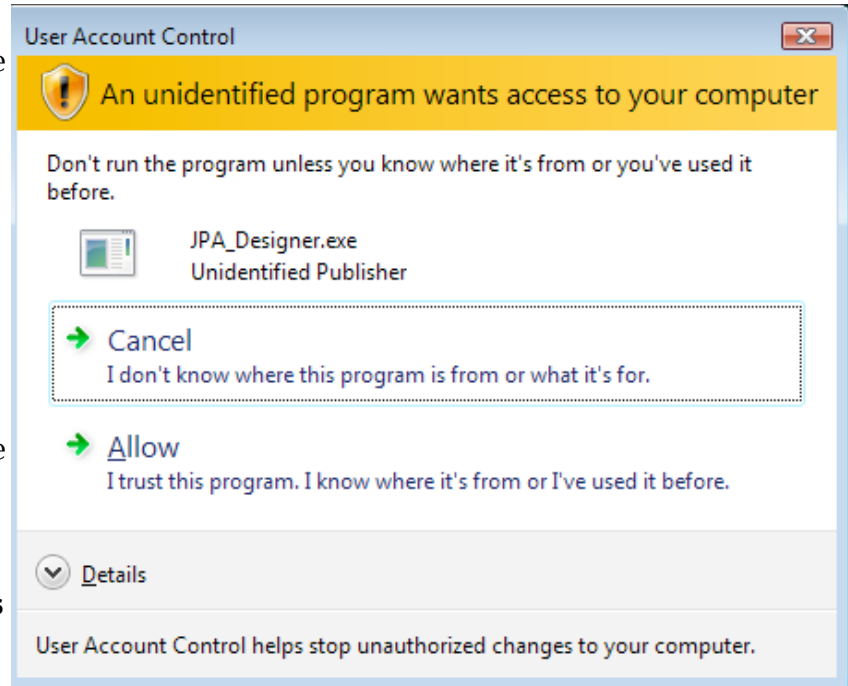 User Account Control
An unidentified program wants access to your computer
Don't run the program unless you know where it's from or you've used it
before.
JPA_Designer.exe
Unidentified Publisher
Cancel
I don't know where this program is from or what it's for.
Allow
I trust this program. I know where it's from or I've used it before.
Details
User Account Control helps stop unauthorized changes to your computer.